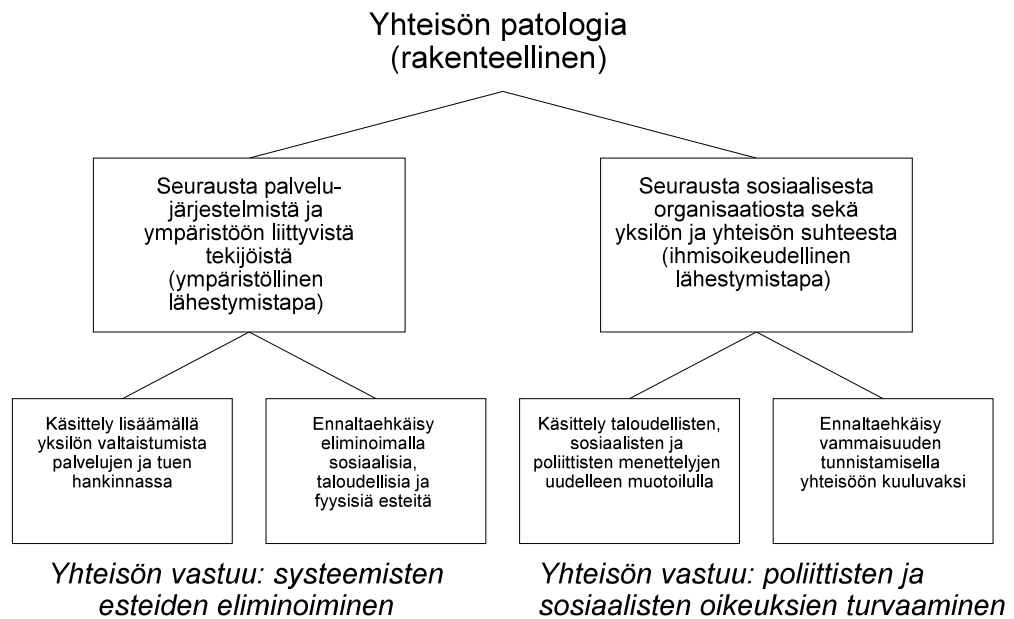 Yhteisön patologia
(rakenteellinen)
Seurausta palvelu-
järjestelmistä ja
ympäristöön liittyvistä
tekijöistä
(ympäristöllinen
lähestymistapa)
Seurausta sosiaalisesta
organisaatiosta sekä
yksilön ja yhteisön suhteesta
(ihmisoikeudellinen
lähestymistapa)
Käsittely lisäämällä
yksilön valtaistumista
palvelujen ja tuen
hankinnassa
Ennaltaehkäisy
eliminoimalla
sosiaalisia,
taloudellisia ja
fyysisiä esteitä
Käsittely taloudellisten,
sosiaalisten ja
poliittisten menettelyjen
uudelleen muotoilulla
Ennaltaehkäisy
vammaisuuden
tunnistamisella
yhteisöön kuuluvaksi
Yhteisön vastuu: systeemisten
esteiden eliminoiminen
Yhteisön vastuu: poliittisten ja
sosiaalisten oikeuksien turvaaminen